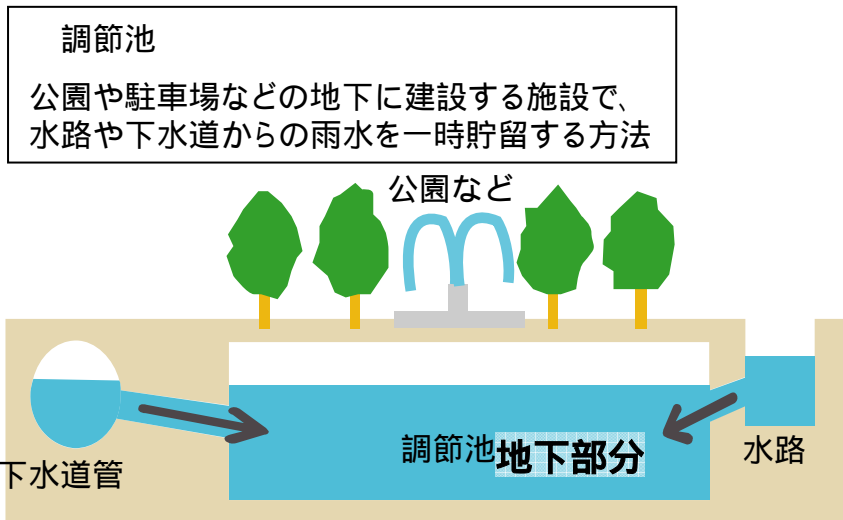 調節池
公園や駐車場などの地下に建設する施設で、
水路や下水道からの雨水を一時貯留する方法
公園など
調節池地下部分
水路
下水道管